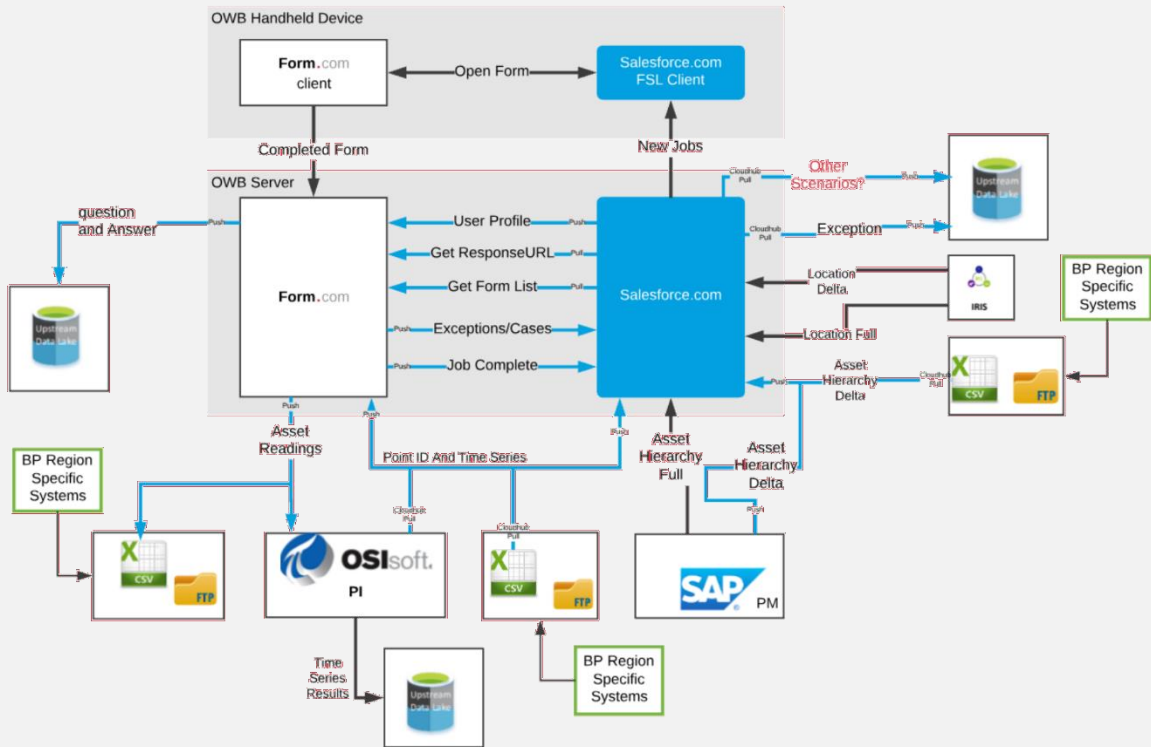 OWB Handheld Device
Form.com
client
Open Form
Salesforce.com
FSL Client
Completed Form
New Jobs
OWB Server
Form.com
Push
User Profile
Push
Get ResponseURL
Pull
Get Form List
Pull
Push
Exceptions/Cases
Push
Job Complete
Salesforce.com
Cloudhub
Pull
Other
Scenarios?
Push
Cloudhub
Pull
Exception
Push
Upstream
Data Lake
Location
Delta
Location Full
IRIS
BP Region
Specific
Systems
Push
Asset
Hierarchy
Delta
Cloudhub
Pull
CSV
FTP
question
and Answer
Upstream
Data Lake
Push
Asset
Readings
Push
Point ID And Time Series
Push
Cloudhub
Pull
Cloudhub
Pull
Asset
Hierarchy
Full
Asset
Hierarchy
Delta
Push
BP Region
Specific
Systems
CSV
FTP
OSIsoft.
PI
CSV
FTP
SAP
PM
Time
Series
Results
Upstream
Data Lake
BP Region
Specific
Systems